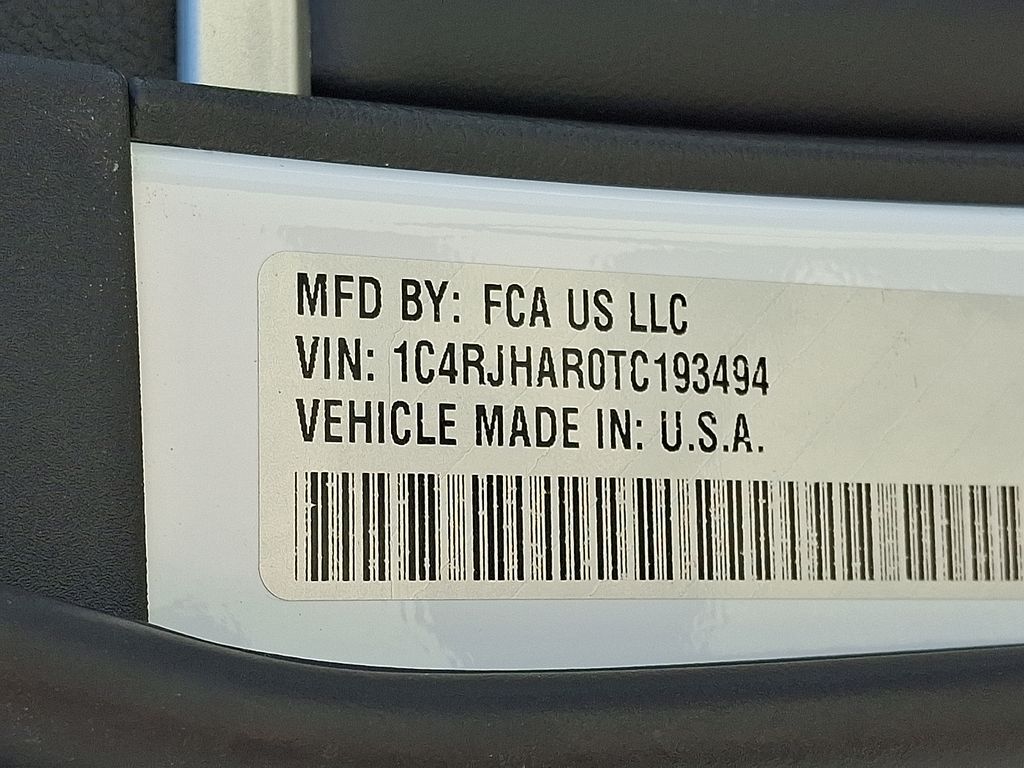 MFD BY: FCA US LLC
VIN: 1C4RJHAR0TC193494
VEHICLE MADE IN: U.S.A.